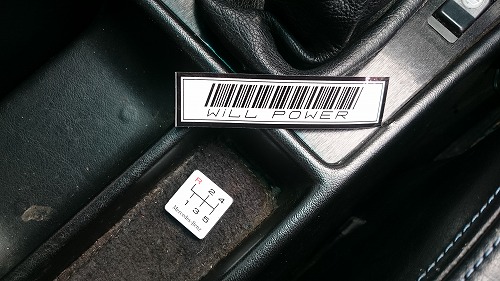 WILL POWER
R 2 4
1 3 5
Mercedes-Benz